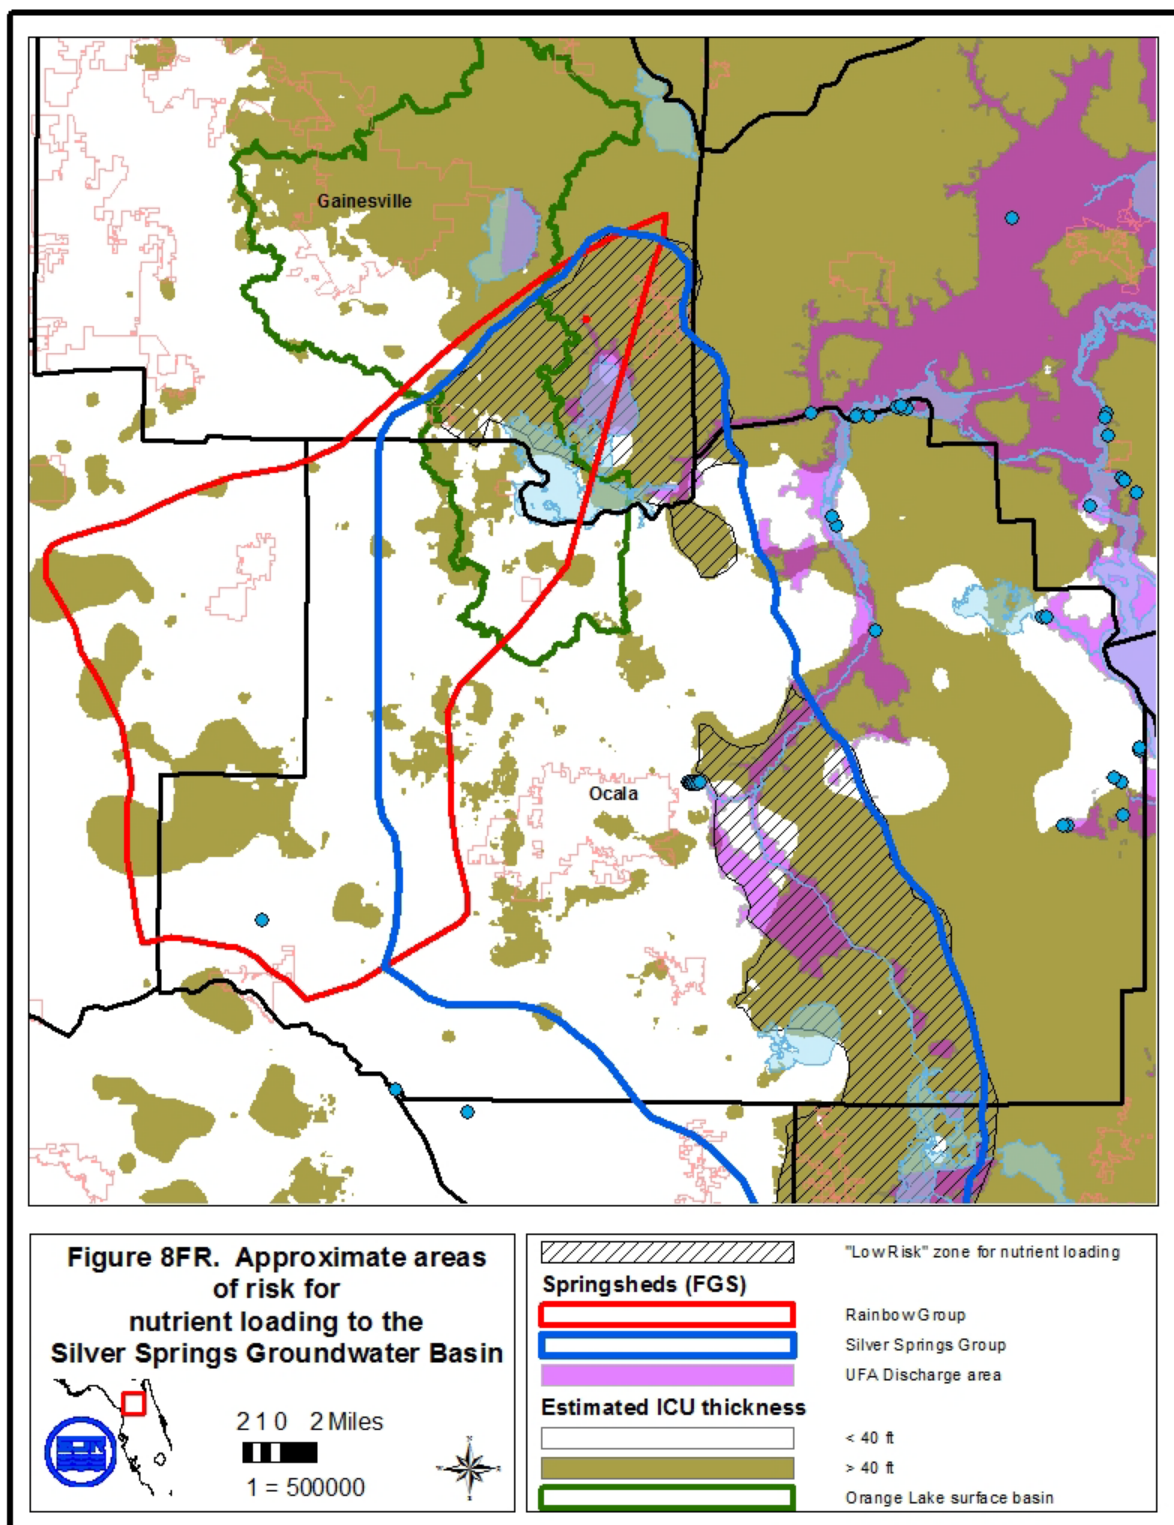 Gainesville
Ocala
Figure 8FR. Approximate areas
of risk for
nutrient loading to the
Silver Springs Groundwater Basin
2 1 0 2 Miles
1 = 500000
N
W E
S
"Low Risk" zone for nutrient loading
Springsheds (FGS)
Rainbow Group
Silver Springs Group
UFA Discharge area
Estimated ICU thickness
< 40 ft
> 40 ft
Orange Lake surface basin